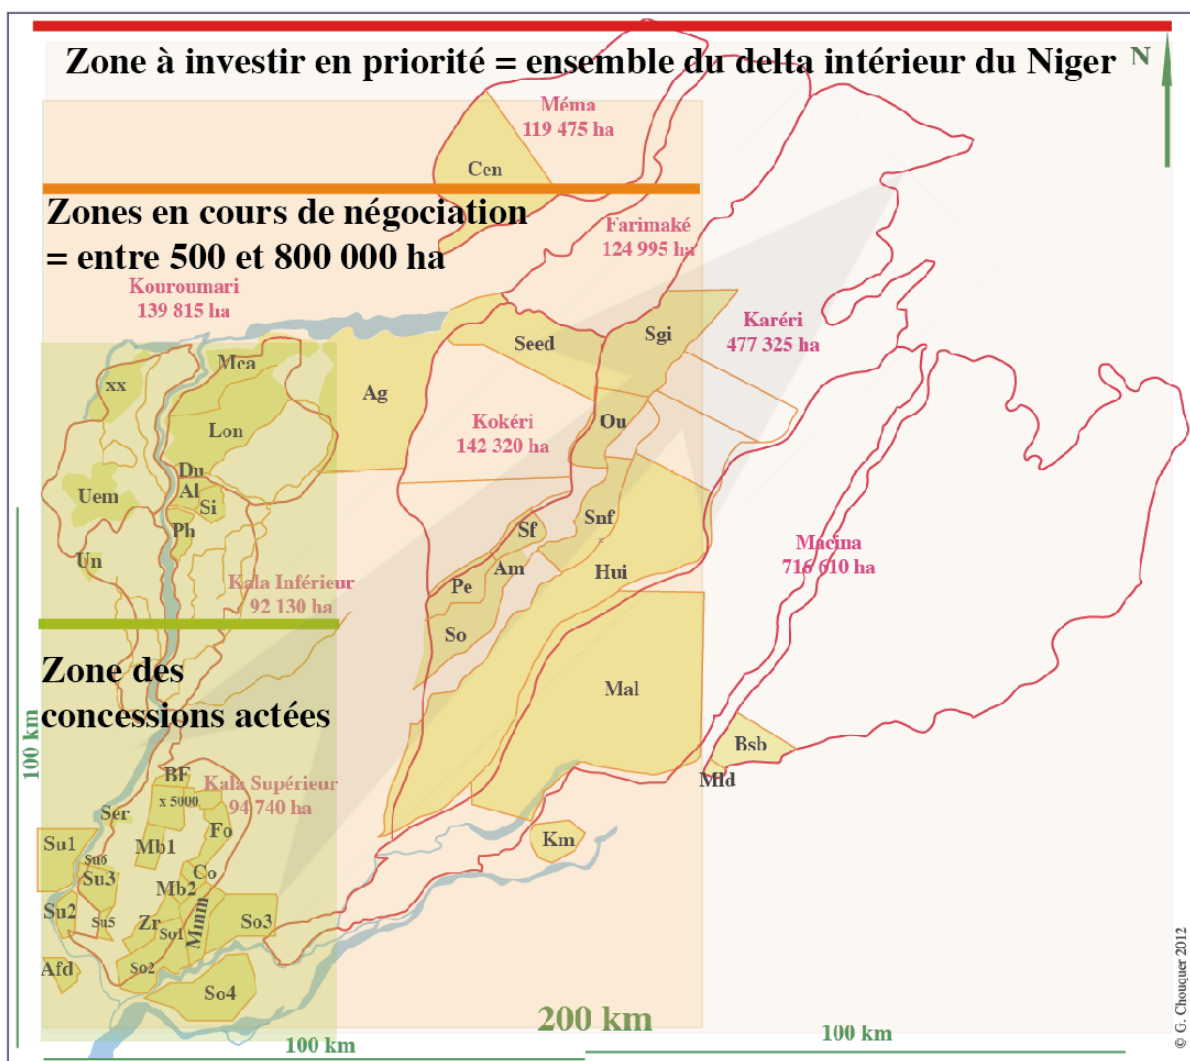 Zone à investir en priorité = ensemble du delta intérieur du Niger
N
Méma
119 475 ha
Cen
Zones en cours de négociation
= entre 500 et 800 000 ha
Farimaké
124 995 ha
Kouroumari
139 815 ha
Karéri
477 325 ha
Seed
Sgi
Mca
xx
Ag
Kokéri
142 320 ha
Ou
Lon
Du
Al
Uem
Si
Ph
Snf
Sf
Un
Am
Hui
Macina
716 610 ha
Kala Inférieur
92 130 ha
Pe
So
Zone des
concessions actées
Mal
100 km
Bsb
Mld
BF
Kala Supérieur
94 740 ha
x 5000
Ser
Fo
Su1
Mb1
Km
Su6
Su3
Co
Mb2
Su2
Su5
Zr
So1
Minm
So3
Afd
So2
So4
200 km
100 km
100 km
© G. Chouquer 2012